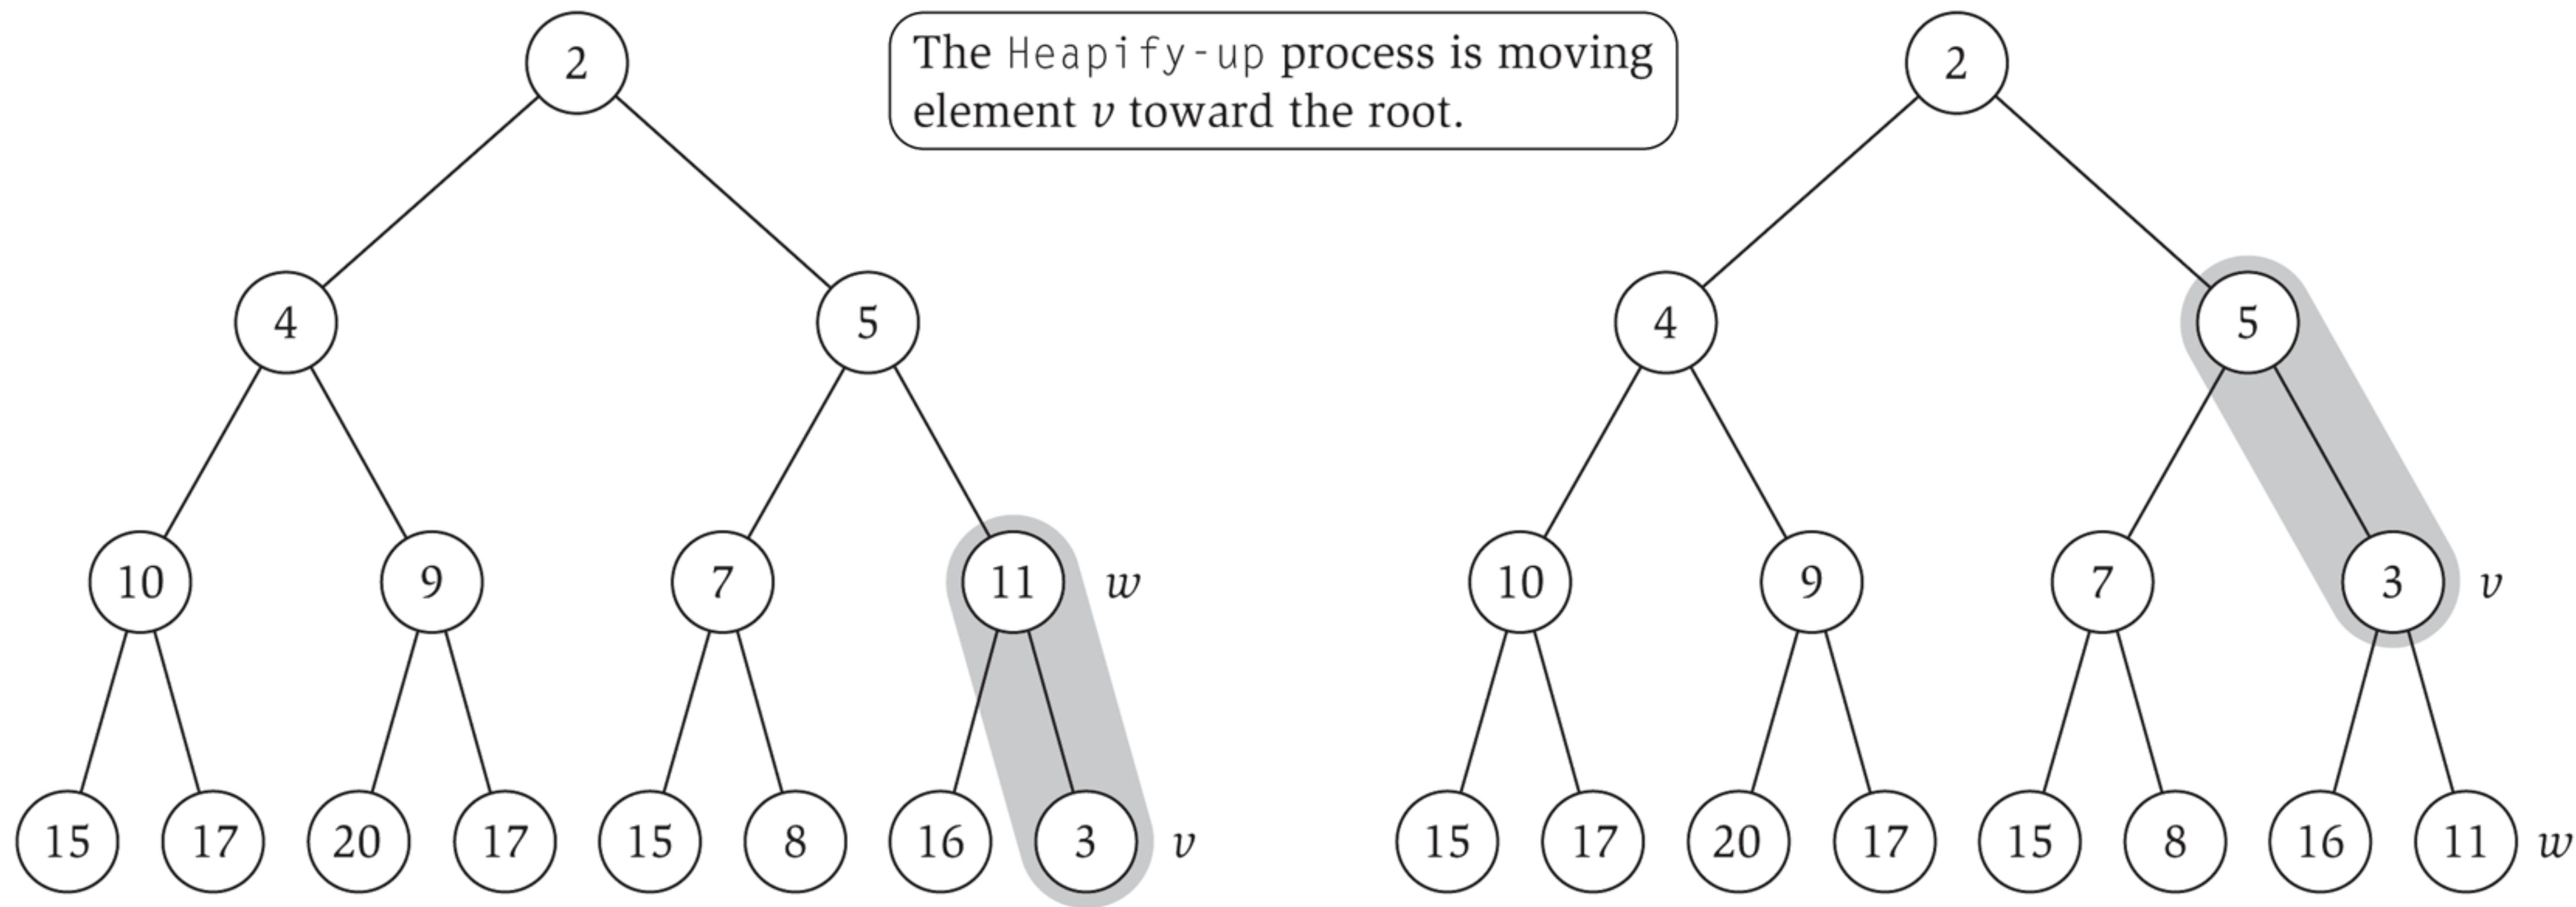 The Heapify-up process is moving
element v toward the root.
2
4 5
10 9 7 11 w
15 17 20 17 15 8 16 3 v
2
4 5
10 9 7 3 v
15 17 20 17 15 8 16 11 w